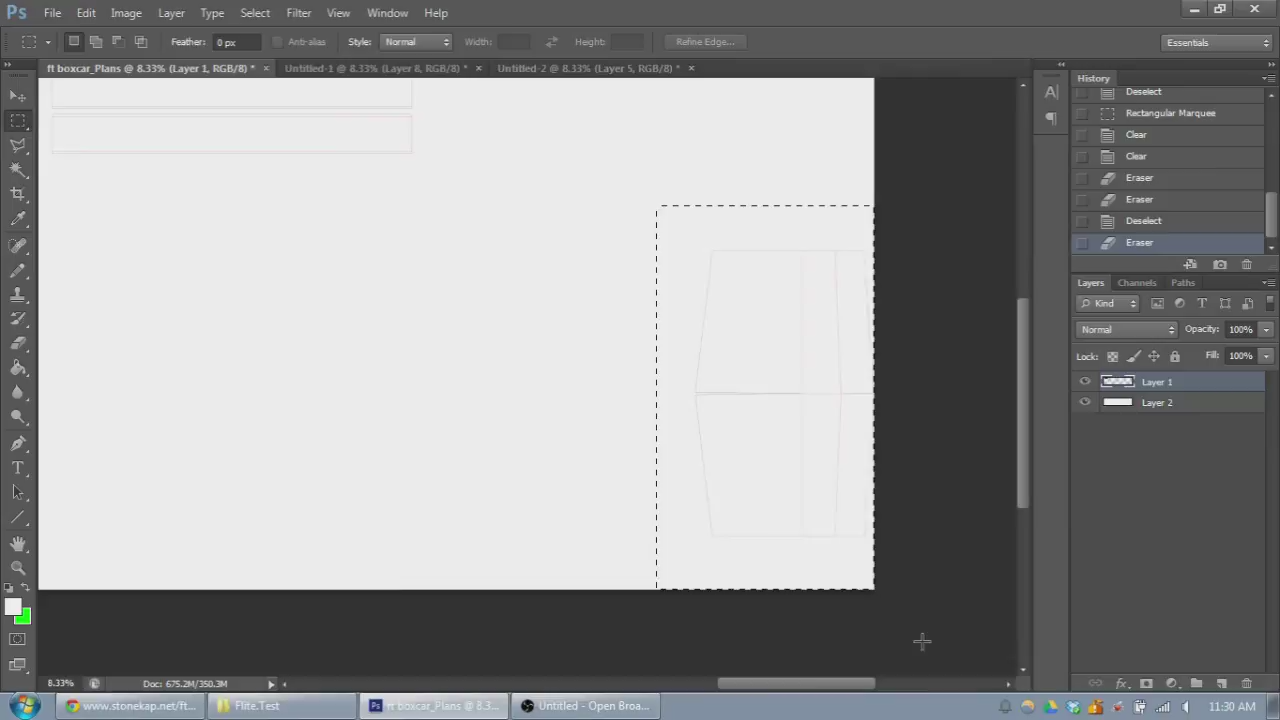 Ps File Edit Image Layer Type Select Filter View Window Help
Feather: 0 px Anti-alias Style: Normal Width: Height: Refine Edge... Essentials
ft boxcar_Plans @ 8.33% (Layer 1, RGB/8) * × Untitled-1 @ 8.33% (Layer 8, RGB/8) * × Untitled-2 @ 8.33% (Layer 5, RGB/8) * ×
History
Deselect
Rectangular Marquee
Clear
Clear
Eraser
Eraser
Deselect
Eraser
Layers Channels Paths
Kind
Normal Opacity: 100%
Lock: Fill: 100%
Layer 1
Layer 2
8.33% Doc: 675.2M/350.3M
www.stonekap.net/ft... Flite.Test ft boxcar_Plans @ 8.3... Untitled - Open Broa... 11:30 AM